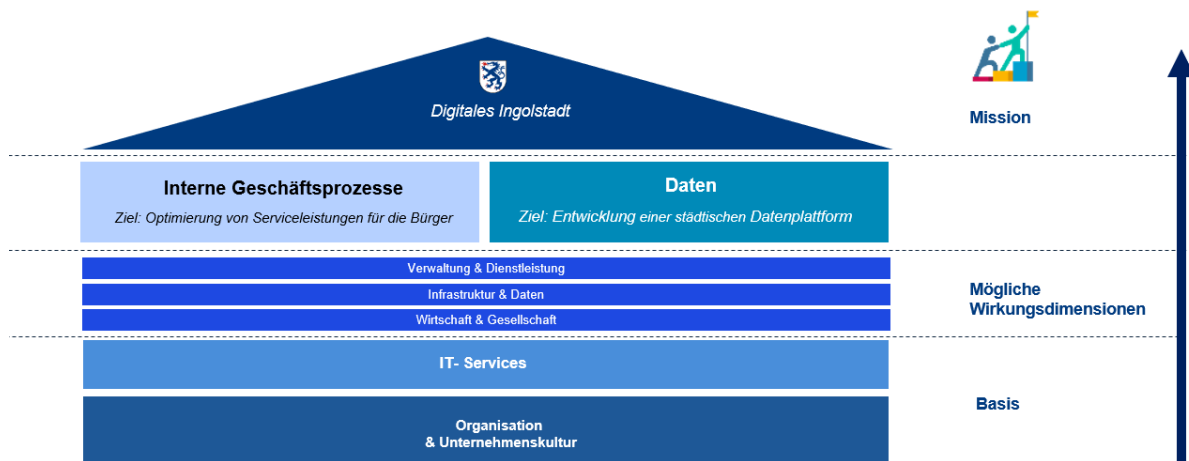 Digitales Ingolstadt
Mission
Interne Geschäftsprozesse
Ziel: Optimierung von Serviceleistungen für die Bürger
Daten
Ziel: Entwicklung einer städtischen Datenplattform
Verwaltung & Dienstleistung
Infrastruktur & Daten
Wirtschaft & Gesellschaft
Mögliche
Wirkungsdimensionen
IT- Services
Organisation
& Unternehmenskultur
Basis